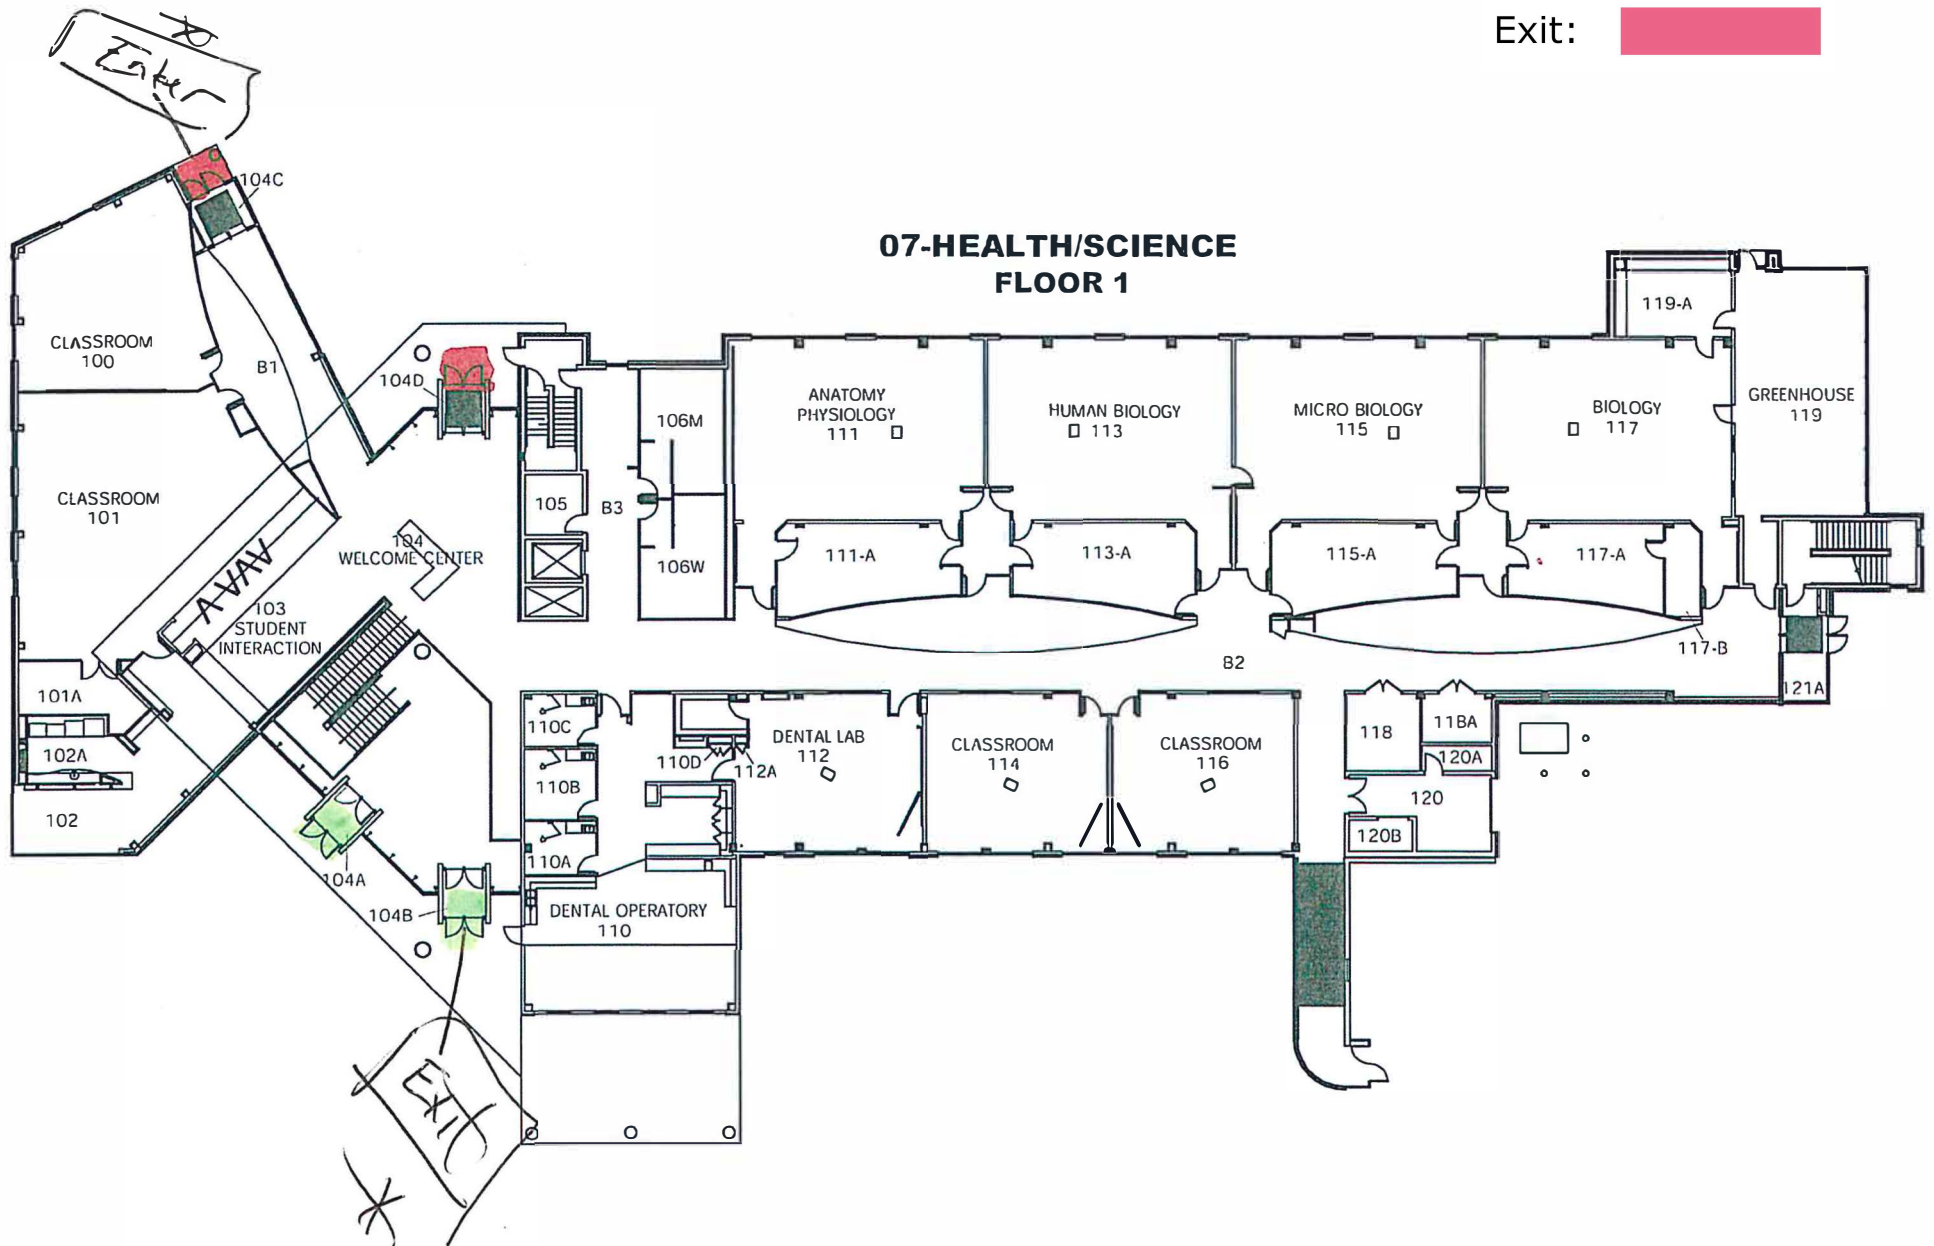 Exit:
Enter
104C
07-HEALTH/SCIENCE
FLOOR 1
119-A
CLASSROOM
100
B1
104D
106M
ANATOMY
PHYSIOLOGY
111
HUMAN BIOLOGY
113
MICRO BIOLOGY
115
BIOLOGY
117
GREENHOUSE
119
CLASSROOM
101
105
B3
104
WELCOME CENTER
106W
111-A
113-A
115-A
117-A
103
STUDENT
INTERACTION
B2
117-B
101A
121A
110C
DENTAL LAB
112
CLASSROOM
114
CLASSROOM
116
118
118A
102A
110D
112A
120A
110B
120
102
120B
110A
104A
104B
DENTAL OPERATORY
110
Exit